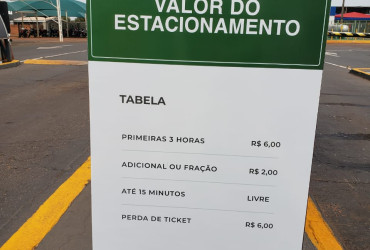 VALOR DO
ESTACIONAMENTO
TABELA
PRIMEIRAS 3 HORAS R$ 6,00
ADICIONAL OU FRAÇÃO R$ 2,00
ATÉ 15 MINUTOS LIVRE
PERDA DE TICKET R$ 6,00